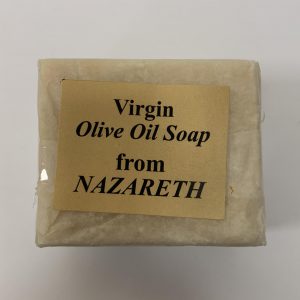 Virgin
Olive Oil Soap
from
NAZARETH